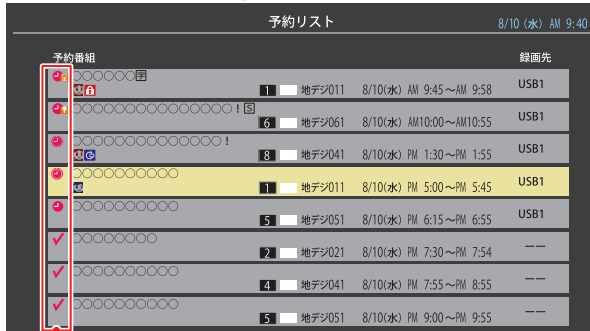 予約リスト
8/10 (水) AM 9:40
予約番組
録画先
○○○○○○字
1 地デジ011 8/10(水) AM 9:45～AM 9:58 USB1
○○○○○○○○○○○○○○○！S
6 地デジ061 8/10(水) AM10:00～AM10:55 USB1
○○○○○○○○○○○○○○！
8 地デジ041 8/10(水) PM 1:30～PM 1:55 USB1
○○○○○○○○○○
1 地デジ011 8/10(水) PM 5:00～PM 5:45 USB1
○○○○○○○○○○
5 地デジ051 8/10(水) PM 6:15～PM 6:55 USB1
○○○○○○○○
2 地デジ021 8/10(水) PM 7:30～PM 7:54 ――
○○○○○○○○○○
4 地デジ041 8/10(水) PM 7:55～PM 8:55 ――
○○○○○○○○○○
5 地デジ051 8/10(水) PM 9:00～PM 9:55 ――